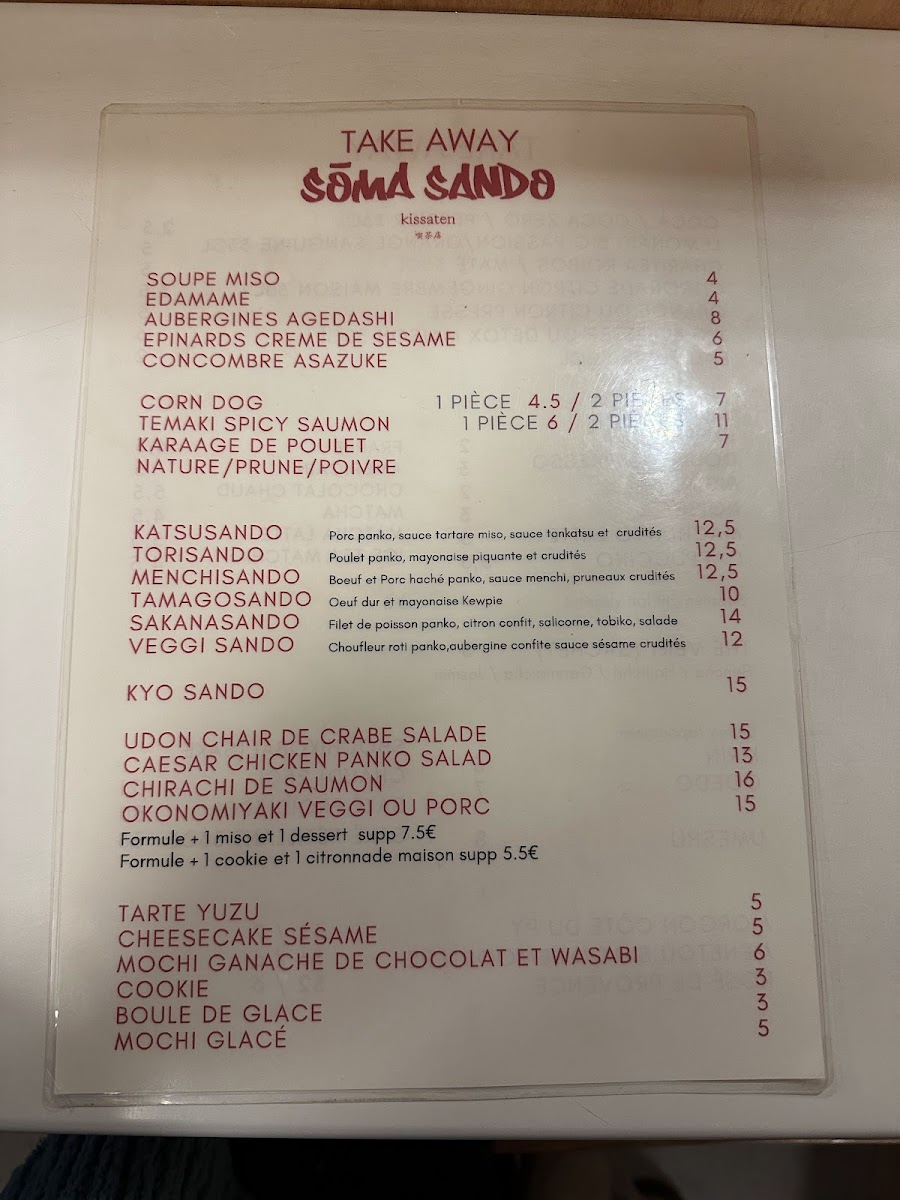 TAKE AWAY
SŌMA SANDO
kissaten
喫茶店
SOUPE MISO 4
EDAMAME 4
AUBERGINES AGEDASHI 8
EPINARDS CREME DE SESAME 6
CONCOMBRE ASAZUKE 5
CORN DOG 1 PIÈCE 4.5 / 2 PIÈCES 7
TEMAKI SPICY SAUMON 1 PIÈCE 6 / 2 PIÈCES 11
KARAAGE DE POULET 7
NATURE/PRUNE/POIVRE
KATSUSANDO Porc panko, sauce tartare miso, sauce tonkatsu et crudités 12,5
TORISANDO Poulet panko, mayonaise piquante et crudités 12,5
MENCHISANDO Boeuf et Porc haché panko, sauce menchi, pruneaux crudités 12,5
TAMAGOSANDO Oeuf dur et mayonaise Kewpie 10
SAKANASANDO Filet de poisson panko, citron confit, salicorne, tobiko, salade 14
VEGGI SANDO Choufleur roti panko,aubergine confite sauce sésame crudités 12
KYO SANDO 15
UDON CHAIR DE CRABE SALADE 15
CAESAR CHICKEN PANKO SALAD 13
CHIRACHI DE SAUMON 16
OKONOMIYAKI VEGGI OU PORC 15
Formule + 1 miso et 1 dessert supp 7.5€
Formule + 1 cookie et 1 citronnade maison supp 5.5€
TARTE YUZU 5
CHEESECAKE SÉSAME 5
MOCHI GANACHE DE CHOCOLAT ET WASABI 6
COOKIE 3
BOULE DE GLACE 3
MOCHI GLACÉ 5